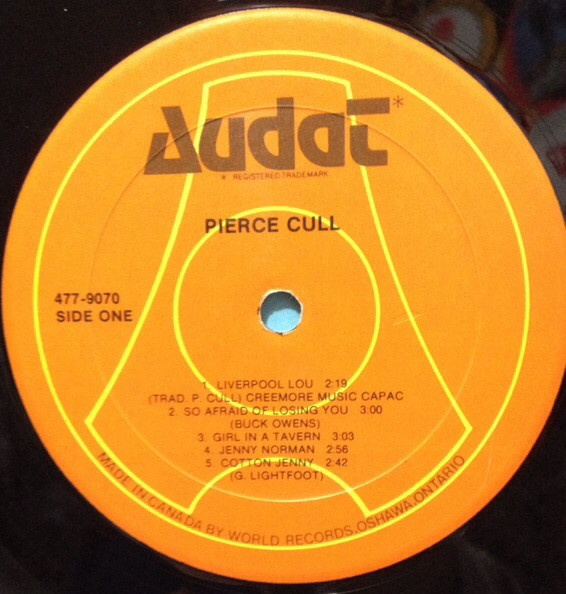 Audat*
* REGISTERED TRADEMARK
PIERCE CULL
477-9070
SIDE ONE
1. LIVERPOOL LOU 2:19
(TRAD. P. CULL) CREEMORE MUSIC CAPAC
2. SO AFRAID OF LOSING YOU 3:00
(BUCK OWENS)
3. GIRL IN A TAVERN 3:03
4. JENNY NORMAN 2:56
5. COTTON JENNY 2:42
(G. LIGHTFOOT)
MADE IN CANADA BY WORLD RECORDS, OSHAWA, ONTARIO